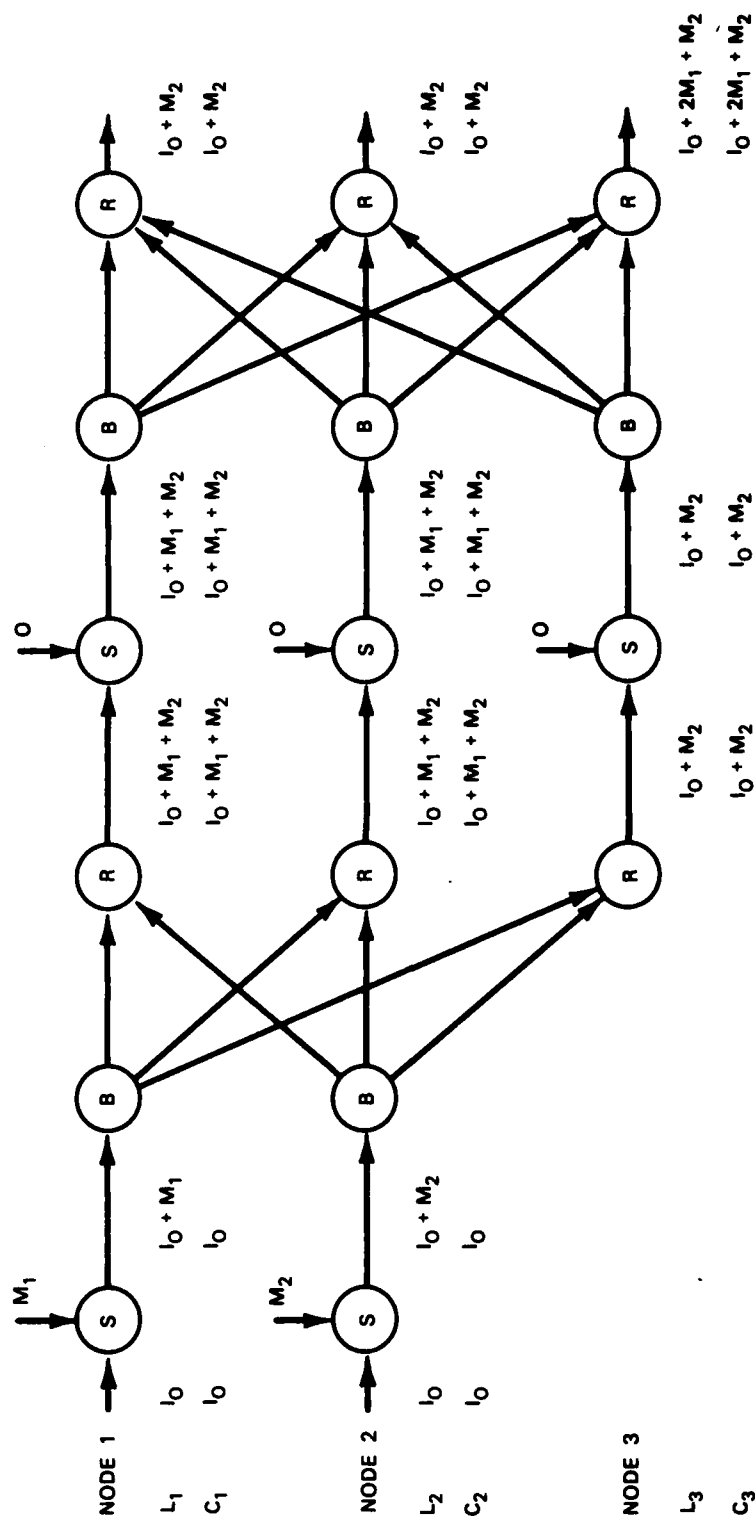 M₁ O
NODE 1 S B R S B R
L₁ I₀ I₀ + M₁ I₀ + M₁ + M₂ I₀ + M₁ + M₂ I₀ + M₂
C₁ I₀ I₀ I₀ + M₁ + M₂ I₀ + M₁ + M₂ I₀ + M₂
M₂ O
NODE 2 S B R S B R
L₂ I₀ I₀ + M₂ I₀ + M₁ + M₂ I₀ + M₁ + M₂ I₀ + M₂
C₂ I₀ I₀ I₀ + M₁ + M₂ I₀ + M₁ + M₂ I₀ + M₂
O
NODE 3 R S B R
L₃ I₀ + M₂ I₀ + M₂ I₀ + 2M₁ + M₂
C₃ I₀ + M₂ I₀ + M₂ I₀ + 2M₁ + M₂